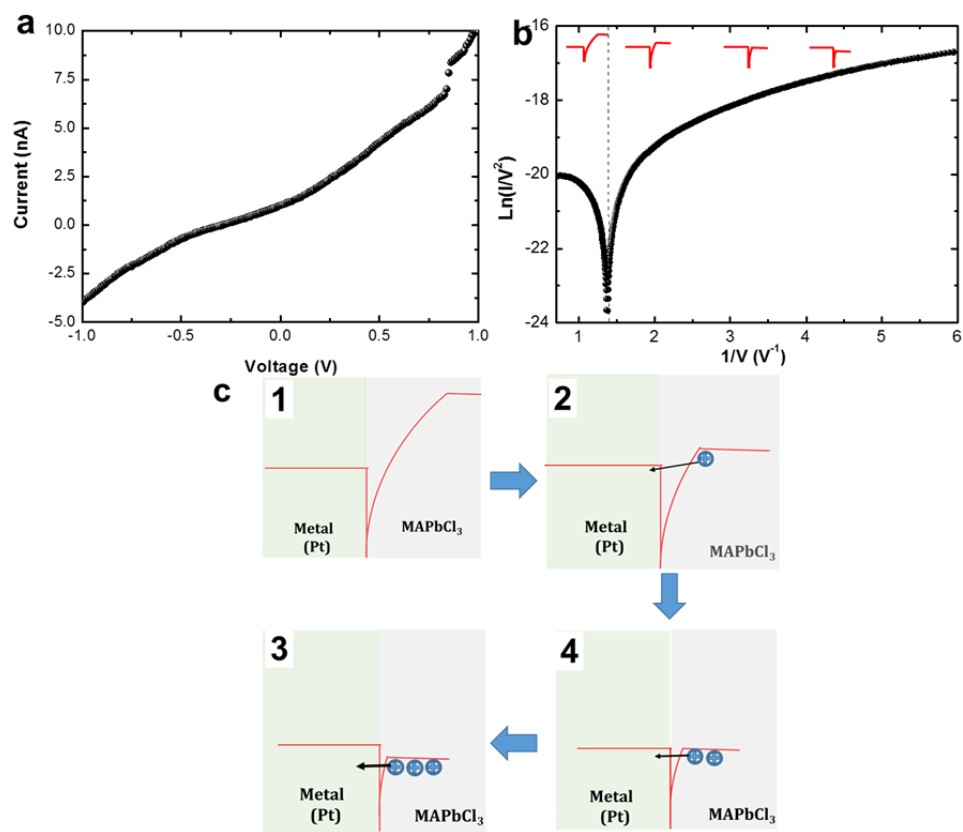 a
10.0
7.5
5.0
2.5
0.0
-2.5
-5.0
Current (nA)
-1.0 -0.5 0.0 0.5 1.0
Voltage (V)
b
-16
-18
-20
-22
-24
Ln(I/V²)
1 2 3 4 5 6
1/V (V⁻¹)
c
1
Metal
(Pt)
MAPbCl₃
2
Metal
(Pt)
MAPbCl₃
3
Metal
(Pt)
MAPbCl₃
4
Metal
(Pt)
MAPbCl₃